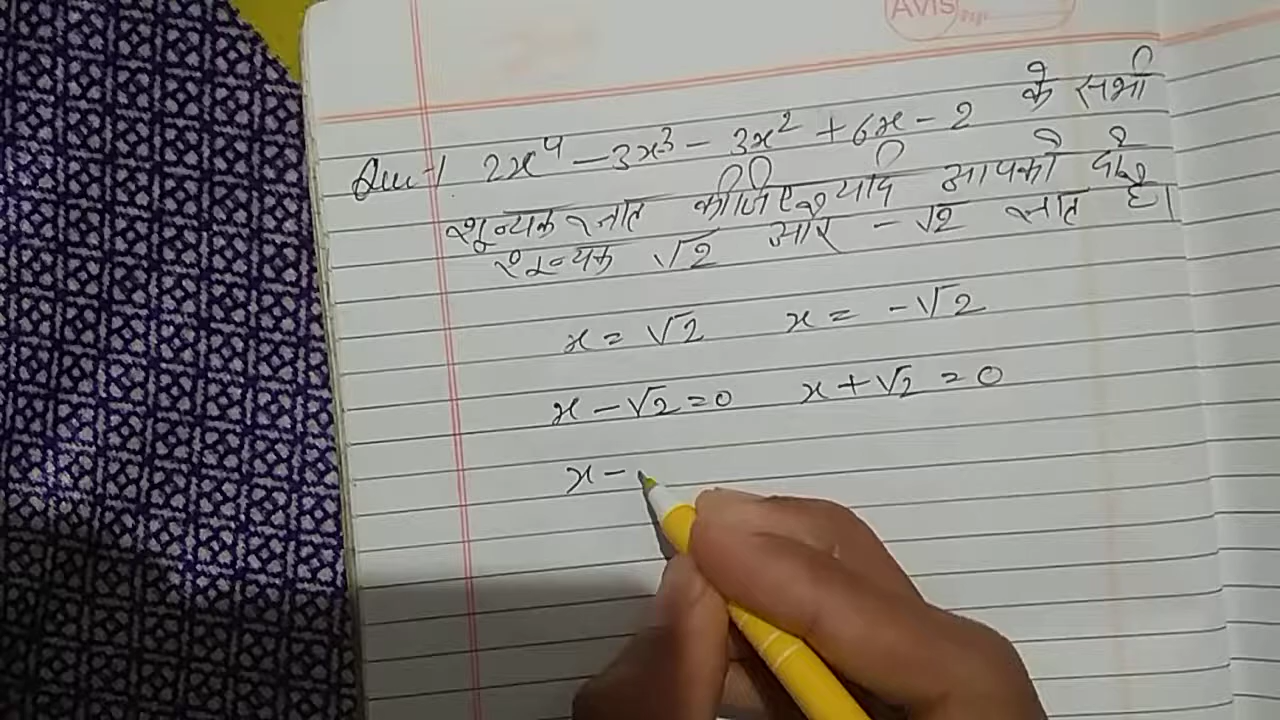 AVIS
Que-1. 2x⁴ - 3x³ - 3x² + 6x - 2 के सभी
शून्यक ज्ञात कीजिए। यदि आपको दो
शून्यक √2 और -√2 ज्ञात है।
x = √2 x = -√2
x - √2 = 0 x + √2 = 0
x -